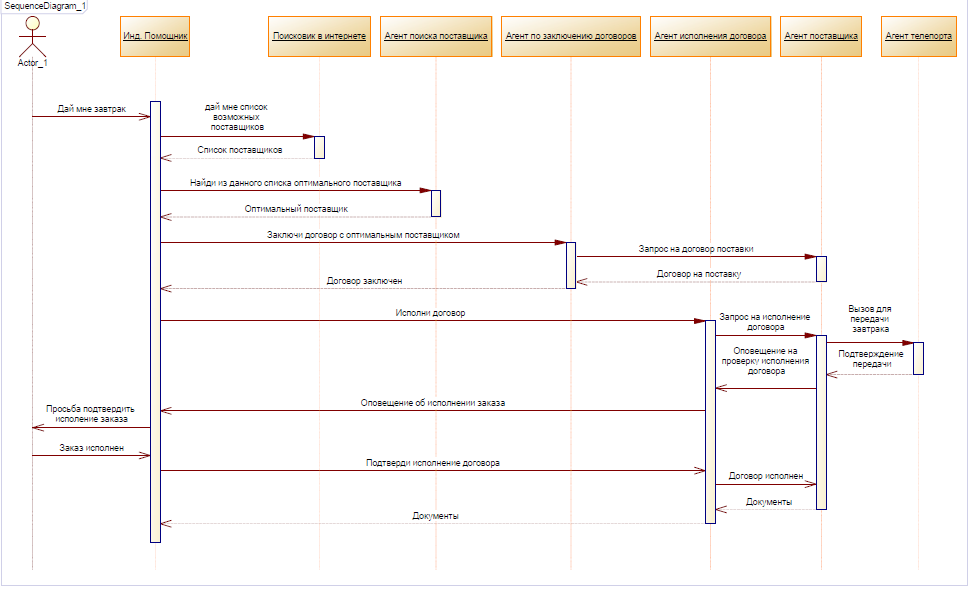 SequenceDiagram_1
Actor_1
Инд. Помощник
Поисковик в интернете
Агент поиска поставщика
Агент по заключению договоров
Агент исполнения договора
Агент поставщика
Агент телепорта
Дай мне завтрак
дай мне список
возможных
поставщиков
Список поставщиков
Найди из данного списка оптимального поставщика
Оптимальный поставщик
Заключи договор с оптимальным поставщиком
Запрос на договор поставки
Договор на поставку
Договор заключен
Исполни договор
Запрос на исполнение
договора
Вызов для
передачи
завтрака
Подтверждение
передачи
Оповещение на
проверку исполнения
договора
Оповещение об исполнении заказа
Просьба подтвердить
исполение заказа
Заказ исполнен
Подтверди исполнение договора
Договор исполнен
Документы
Документы